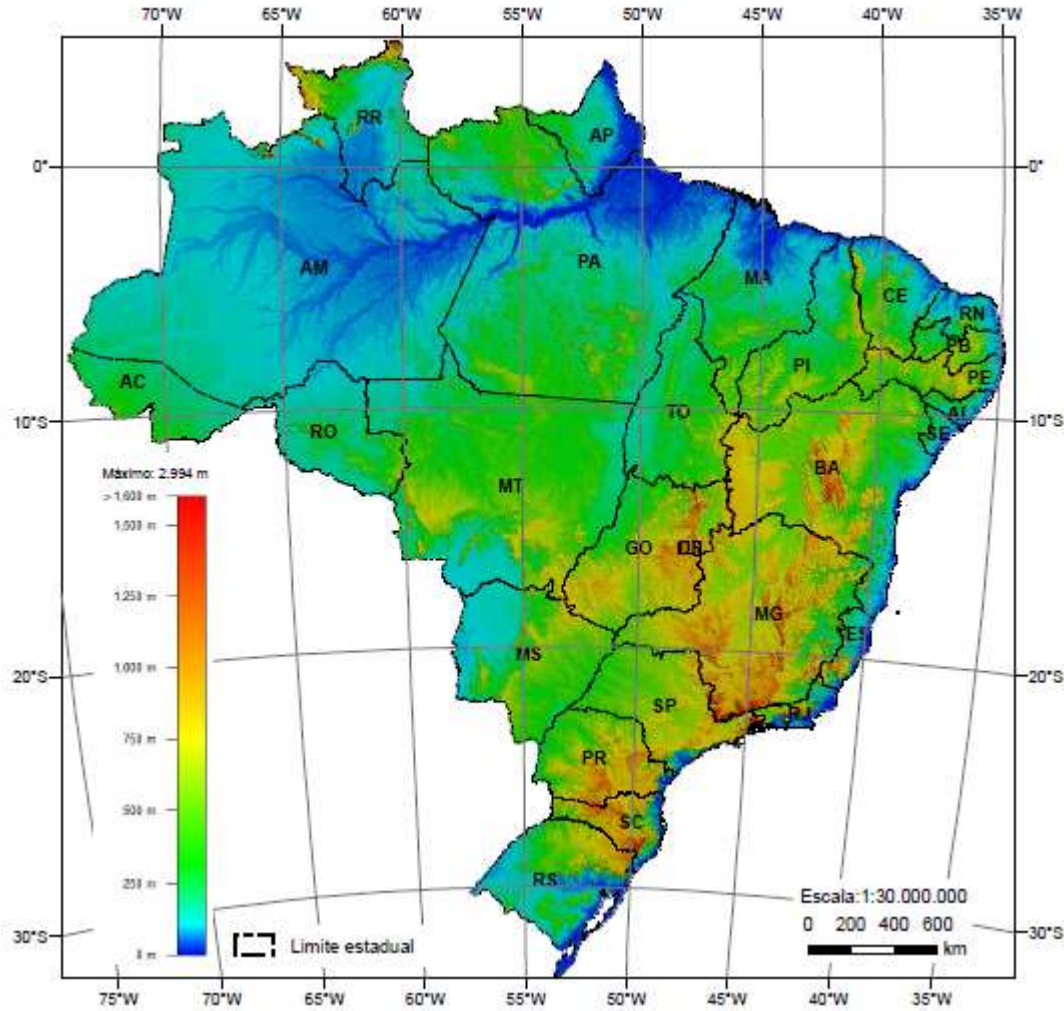 70°W 65°W 60°W 55°W 50°W 45°W 40°W 35°W
RR
AP
0° 0°
AM
PA
MA
CE
RN
PB
PI
PE
AC
TO
AL
10°S 10°S
RO
SE
BA
MT
Máximo: 2.994 m
> 1.600 m
1.500 m
1.250 m
1.000 m
750 m
500 m
250 m
0 m
GO
MG
ES
MS
20°S 20°S
SP
RJ
PR
SC
RS
Escala:1:30.000.000
0 200 400 600
km
Limite estadual
30°S 30°S
75°W 70°W 65°W 60°W 55°W 50°W 45°W 40°W 35°W